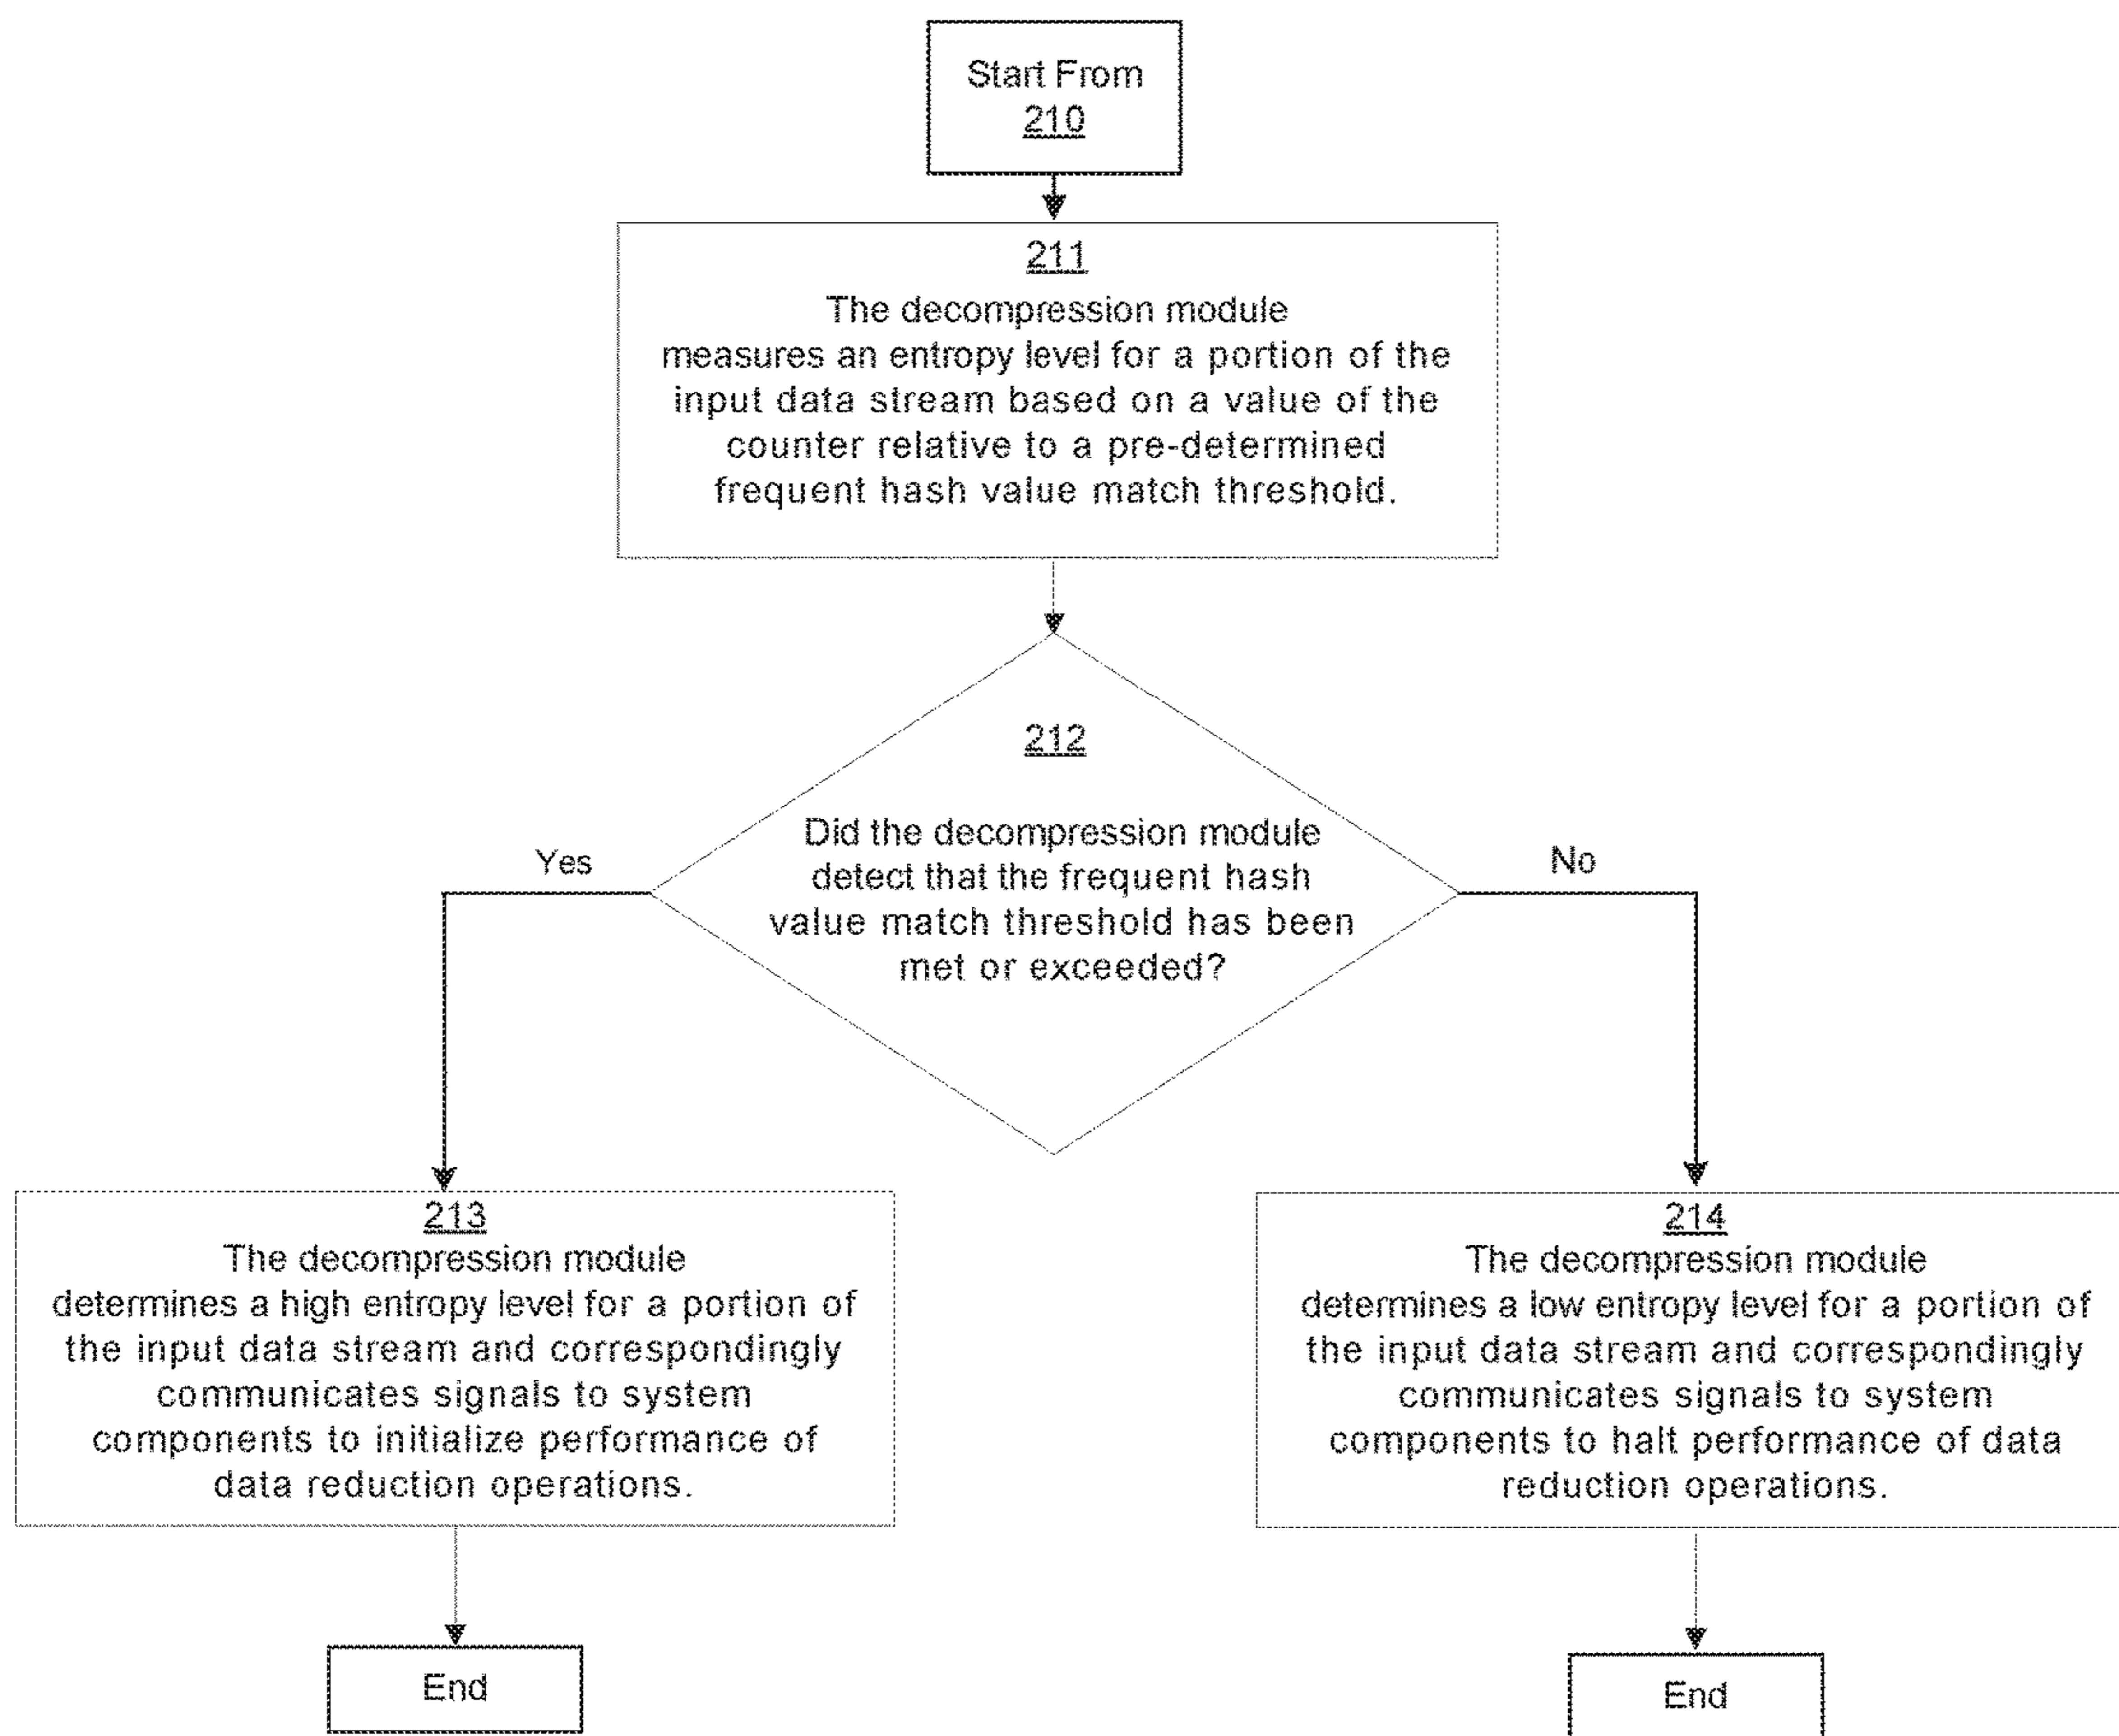 Start From
210
211
The decompression module
measures an entropy level for a portion of the
input data stream based on a value of the
counter relative to a pre-determined
frequent hash value match threshold.
212
Did the decompression module
detect that the frequent hash
value match threshold has been
met or exceeded?
Yes
No
213
The decompression module
determines a high entropy level for a portion of
the input data stream and correspondingly
communicates signals to system
components to initialize performance of
data reduction operations.
214
The decompression module
determines a low entropy level for a portion of
the input data stream and correspondingly
communicates signals to system
components to halt performance of data
reduction operations.
End
End